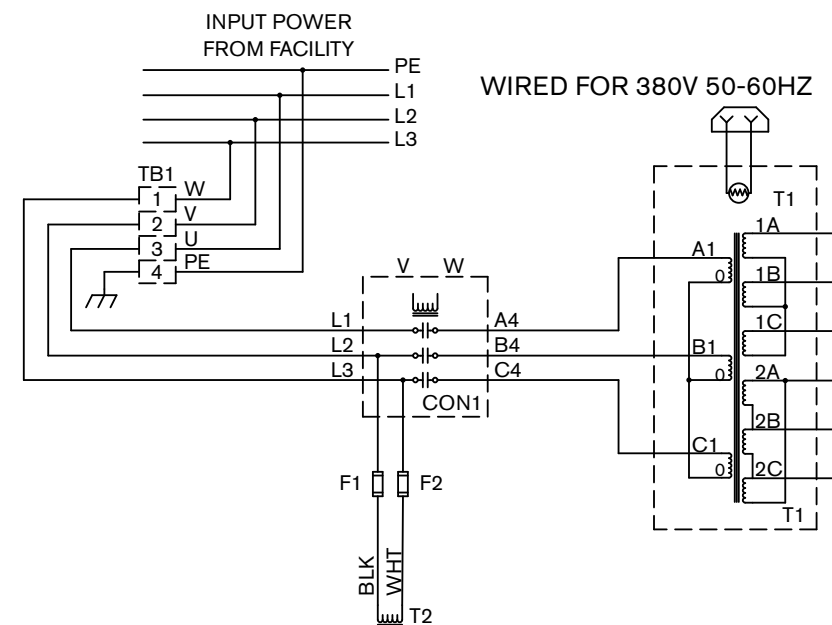 INPUT POWER
FROM FACILITY
PE
L1
L2
L3
WIRED FOR 380V 50-60HZ
TB1
1 W
2 V
3 U
4 PE
V W
L1 A4
L2 B4
L3 C4
CON1
T1
A1 1A
0 1B
1C
B1
0 2A
2B
C1
0 2C
T1
F1 F2
BLK WHT
T2